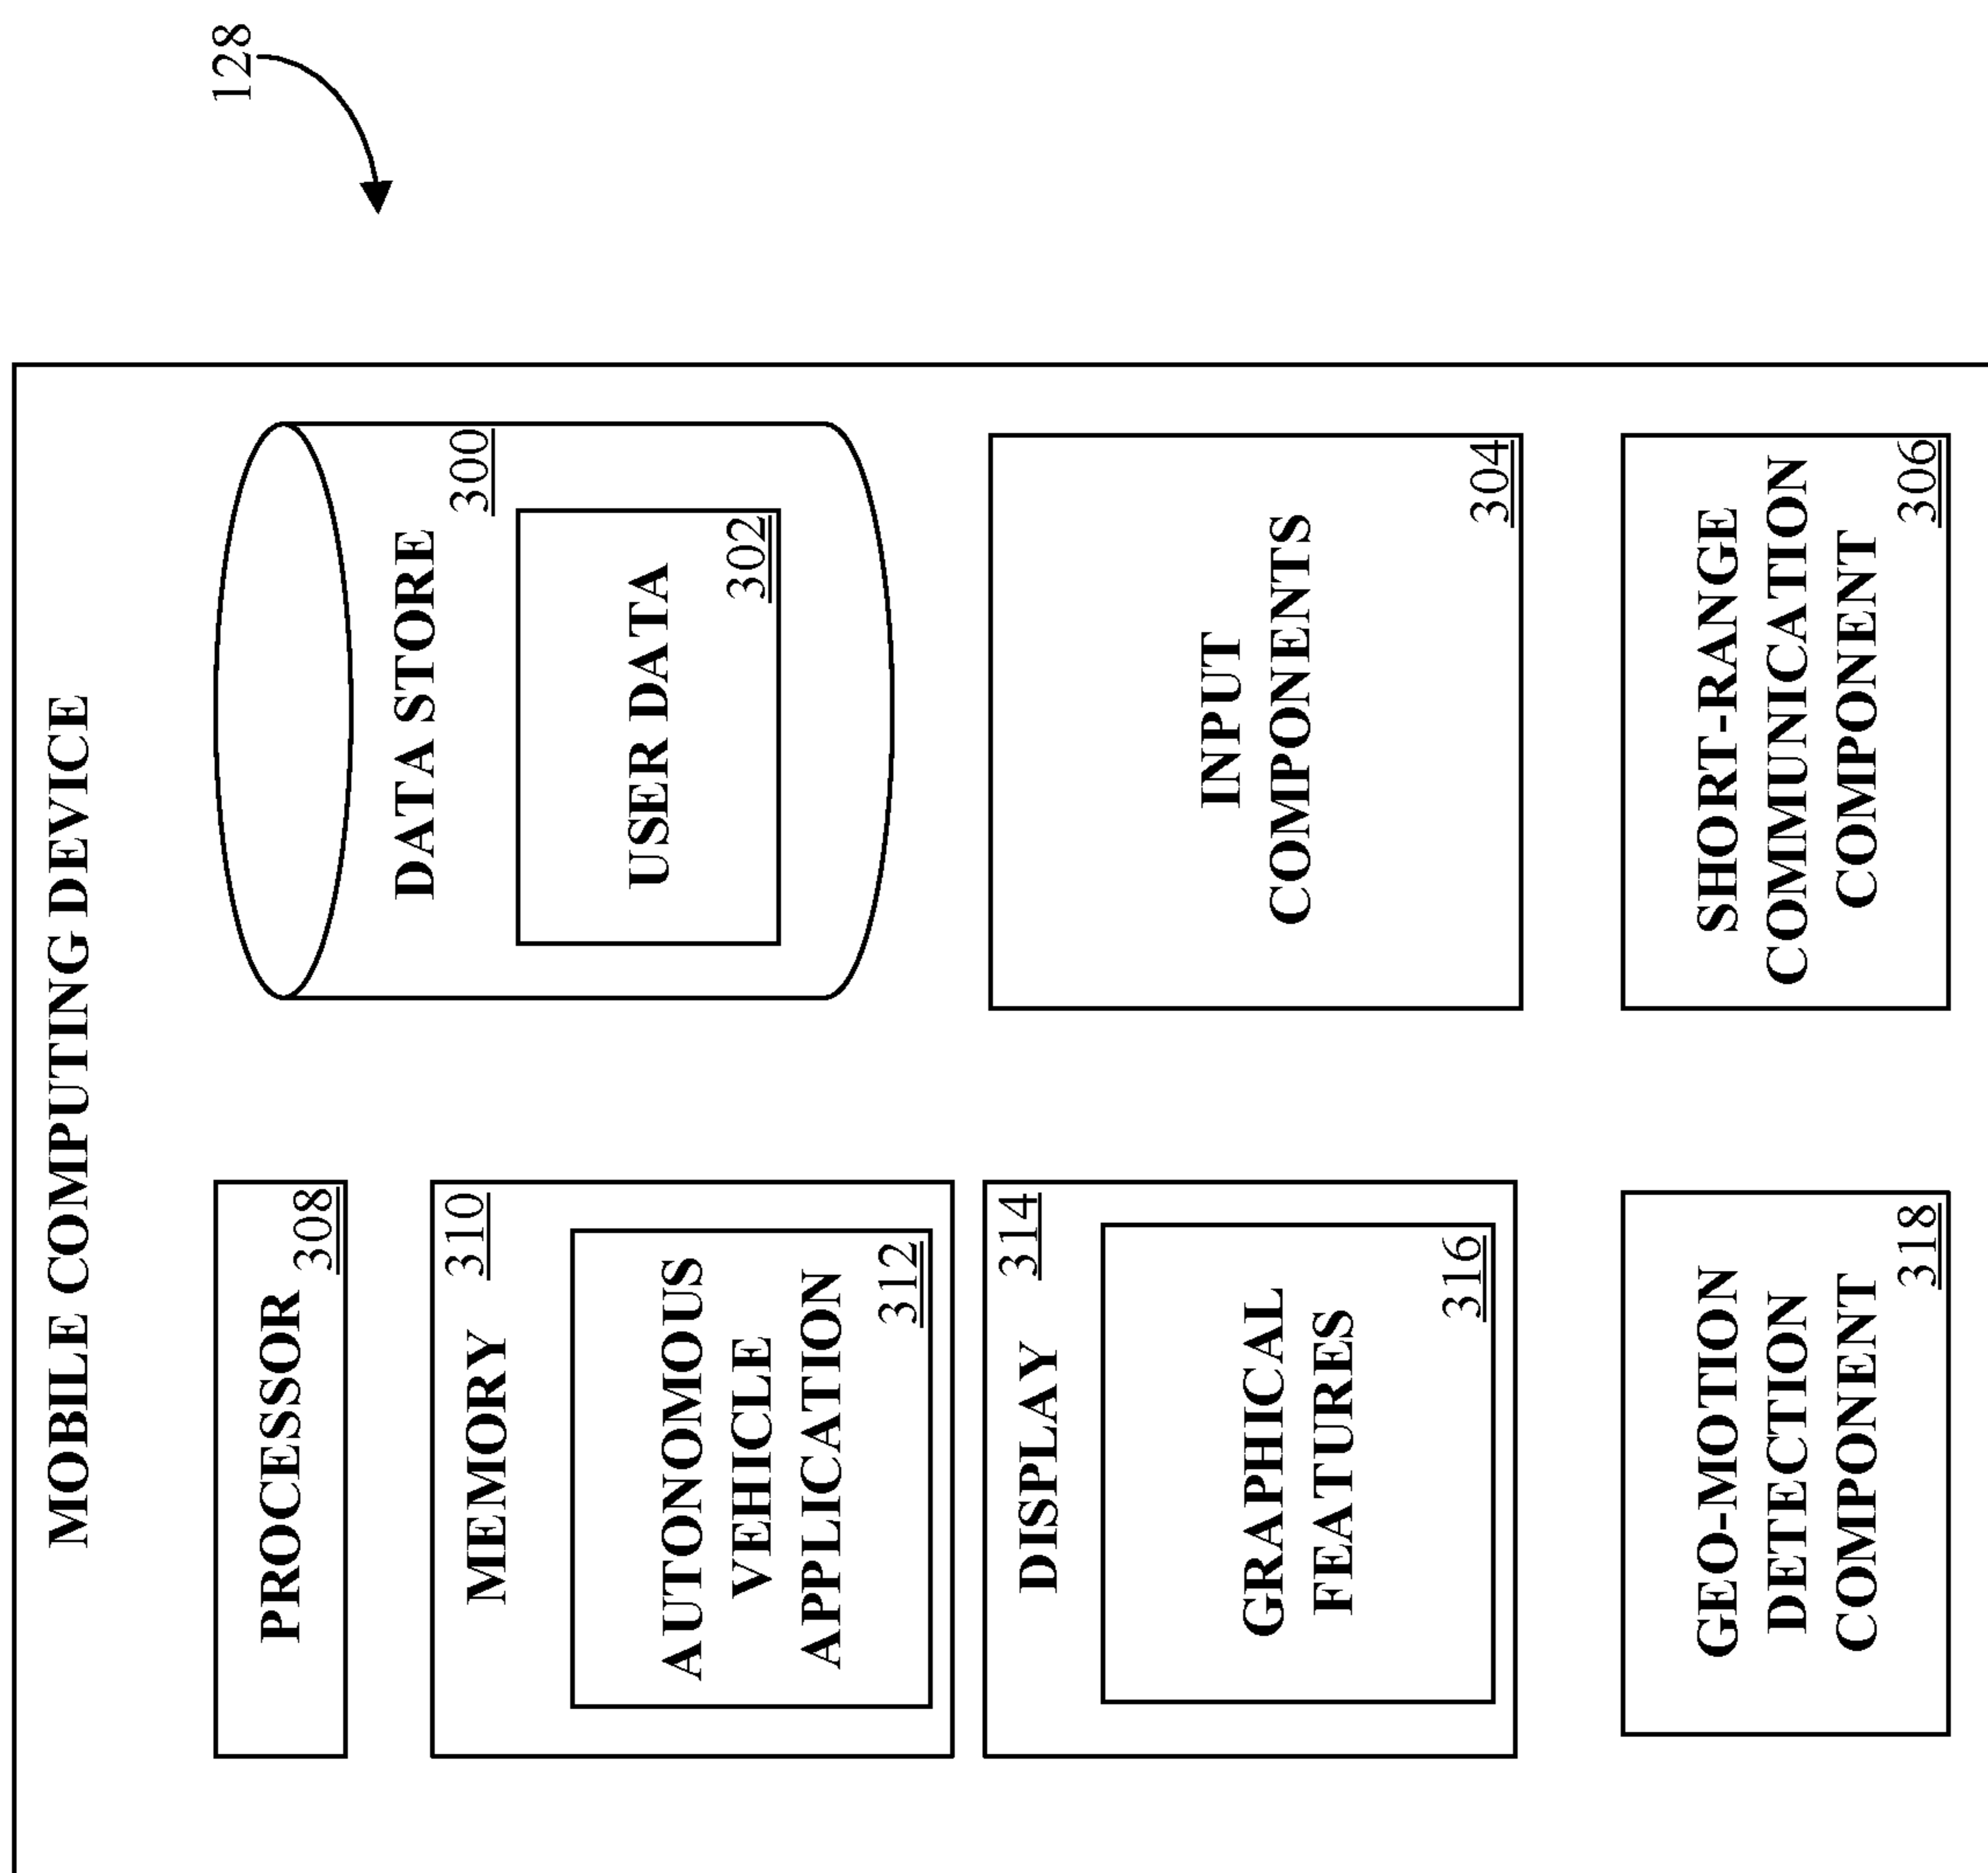 128
MOBILE COMPUTING DEVICE
PROCESSOR
308
MEMORY
310
AUTONOMOUS
VEHICLE
APPLICATION
312
DISPLAY
314
GRAPHICAL
FEATURES
316
GEO-MOTION
DETECTION
COMPONENT
318
DATA STORE
300
USER DATA
302
INPUT
COMPONENTS
304
SHORT-RANGE
COMMUNICATION
COMPONENT
306